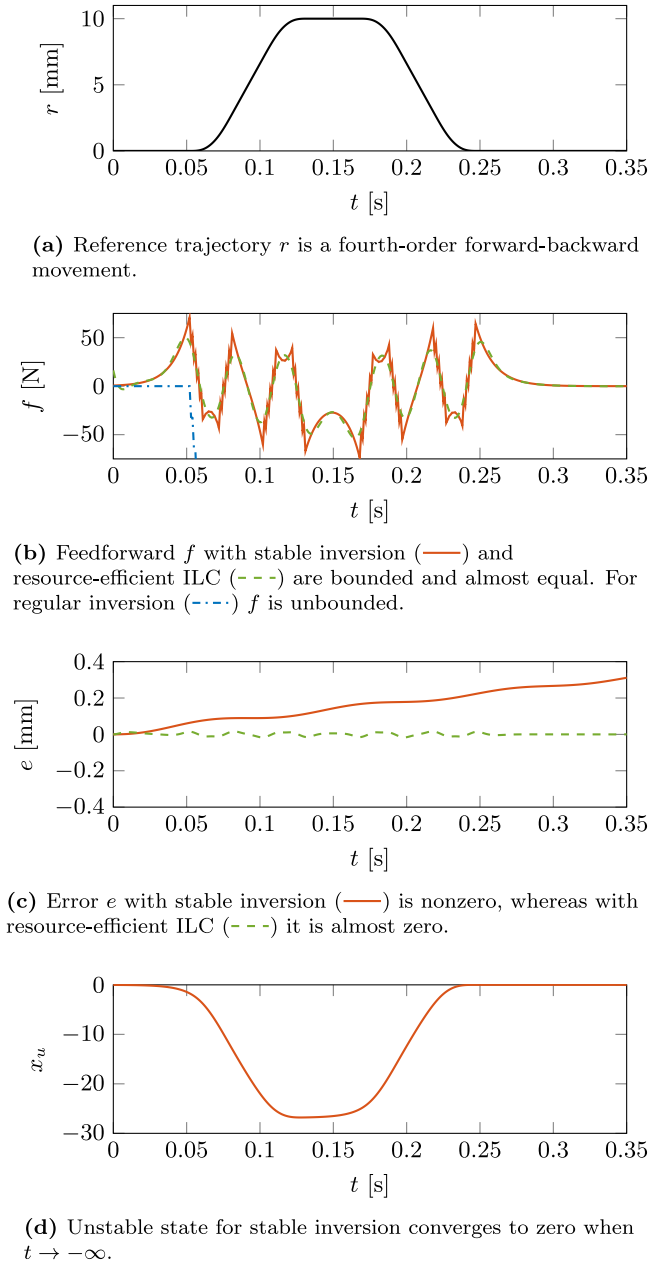 10
5
0
r [mm]
0 0.05 0.1 0.15 0.2 0.25 0.3 0.35
t [s]
(a) Reference trajectory r is a fourth-order forward-backward
movement.
50
0
−50
f [N]
0 0.05 0.1 0.15 0.2 0.25 0.3 0.35
t [s]
(b) Feedforward f with stable inversion (——) and
resource-efficient ILC (----) are bounded and almost equal. For
regular inversion (-·-·-) f is unbounded.
0.4
0.2
0
−0.2
−0.4
e [mm]
0 0.05 0.1 0.15 0.2 0.25 0.3 0.35
t [s]
(c) Error e with stable inversion (——) is nonzero, whereas with
resource-efficient ILC (----) it is almost zero.
0
−10
−20
−30
x_u
0 0.05 0.1 0.15 0.2 0.25 0.3 0.35
t [s]
(d) Unstable state for stable inversion converges to zero when
t → −∞.